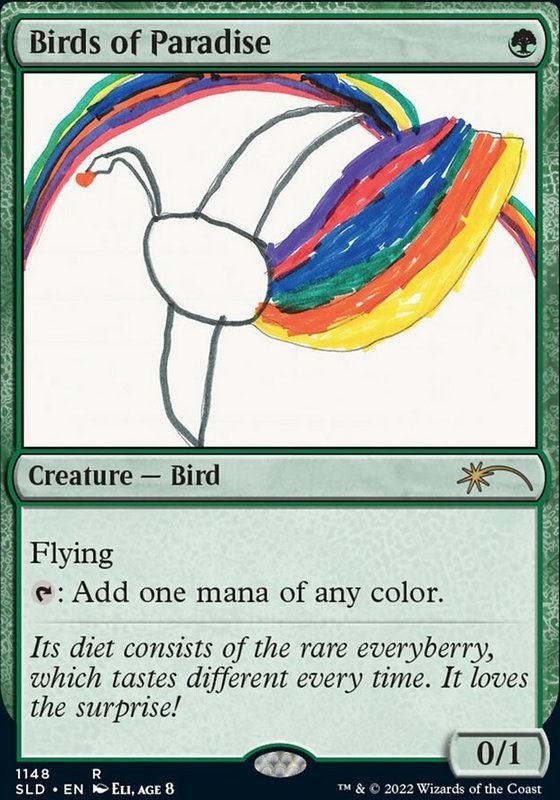 Birds of Paradise
Creature — Bird
Flying
: Add one mana of any color.
Its diet consists of the rare everyberry,
which tastes different every time. It loves
the surprise!
0/1
1148 R
SLD • EN Eli, age 8
™ & © 2022 Wizards of the Coast